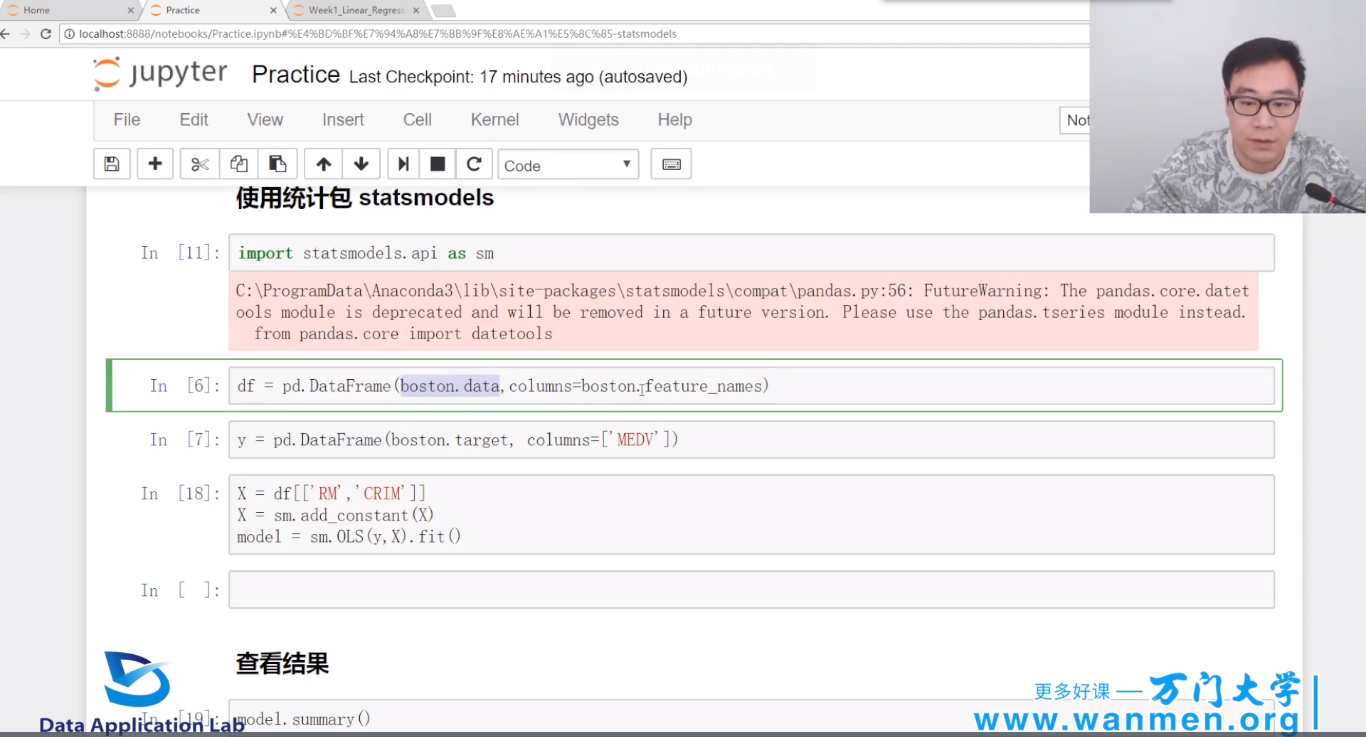 Home
Practice
Week1_Linear_Regress
localhost:8888/notebooks/Practice.ipynb#%E4%BD%BF%E7%94%A8%E7%BB%9F%E8%AE%A1%E5%8C%85-statsmodels
jupyter Practice Last Checkpoint: 17 minutes ago (autosaved)
File Edit View Insert Cell Kernel Widgets Help Not
Code
使用统计包 statsmodels
In [11]: import statsmodels.api as sm
C:\ProgramData\Anaconda3\lib\site-packages\statsmodels\compat\pandas.py:56: FutureWarning: The pandas.core.datet
ools module is deprecated and will be removed in a future version. Please use the pandas.tseries module instead.
from pandas.core import datetools
In [6]: df = pd.DataFrame(boston.data,columns=boston.feature_names)
In [7]: y = pd.DataFrame(boston.target, columns=['MEDV'])
In [18]: X = df[['RM','CRIM']]
X = sm.add_constant(X)
model = sm.OLS(y,X).fit()
In [ ]:
查看结果
更多好课 — 万门大学
In [19]: model.summary()
Data Application Lab
www.wanmen.org